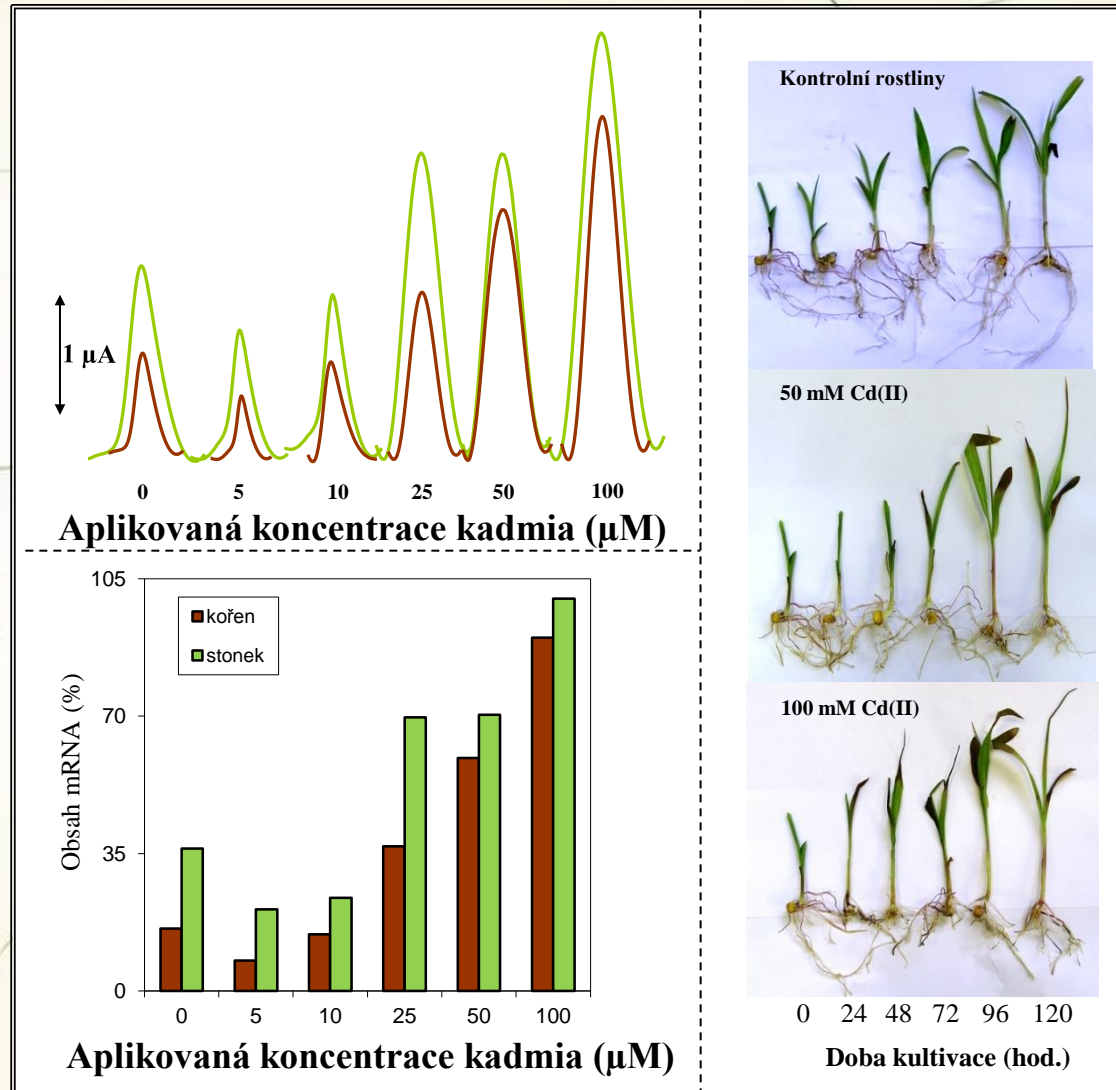 1 µA
0 5 10 25 50 100
Aplikovaná koncentrace kadmia (µM)
105
70
35
0
Obsah mRNA (%)
kořen
stonek
0 5 10 25 50 100
Aplikovaná koncentrace kadmia (µM)
Kontrolní rostliny
50 mM Cd(II)
100 mM Cd(II)
0 24 48 72 96 120
Doba kultivace (hod.)